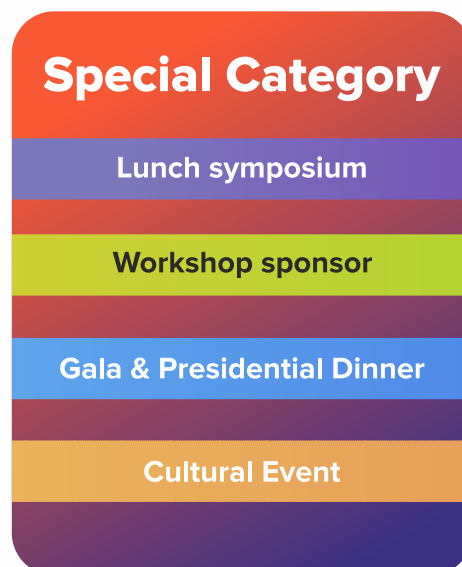 Special Category
Lunch symposium
Workshop sponsor
Gala & Presidential Dinner
Cultural Event